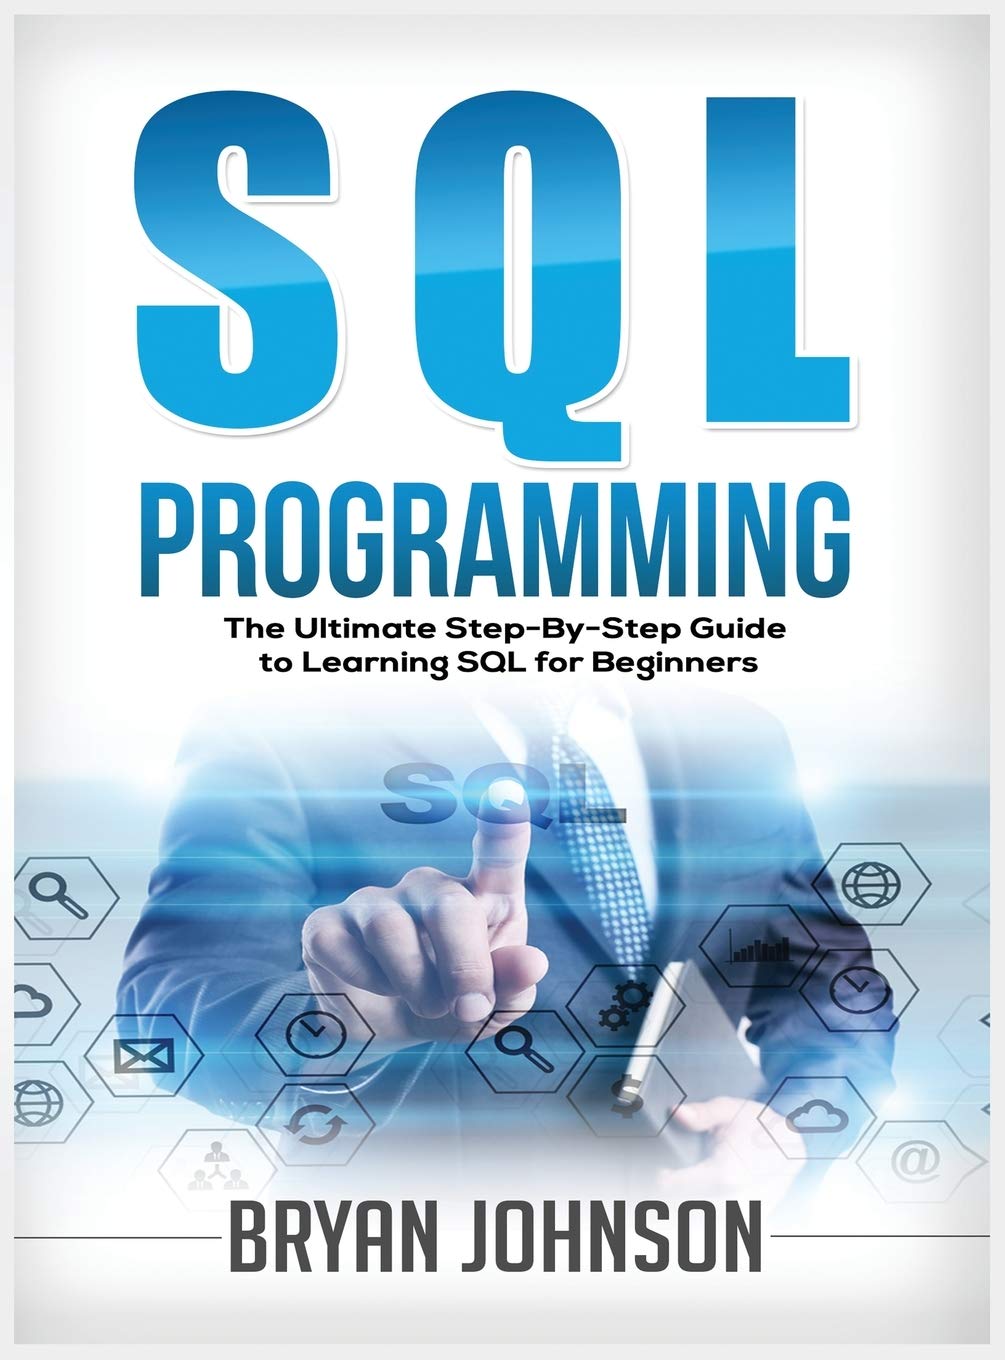 SQL
PROGRAMMING
The Ultimate Step-By-Step Guide
to Learning SQL for Beginners
SQL
@
BRYAN JOHNSON